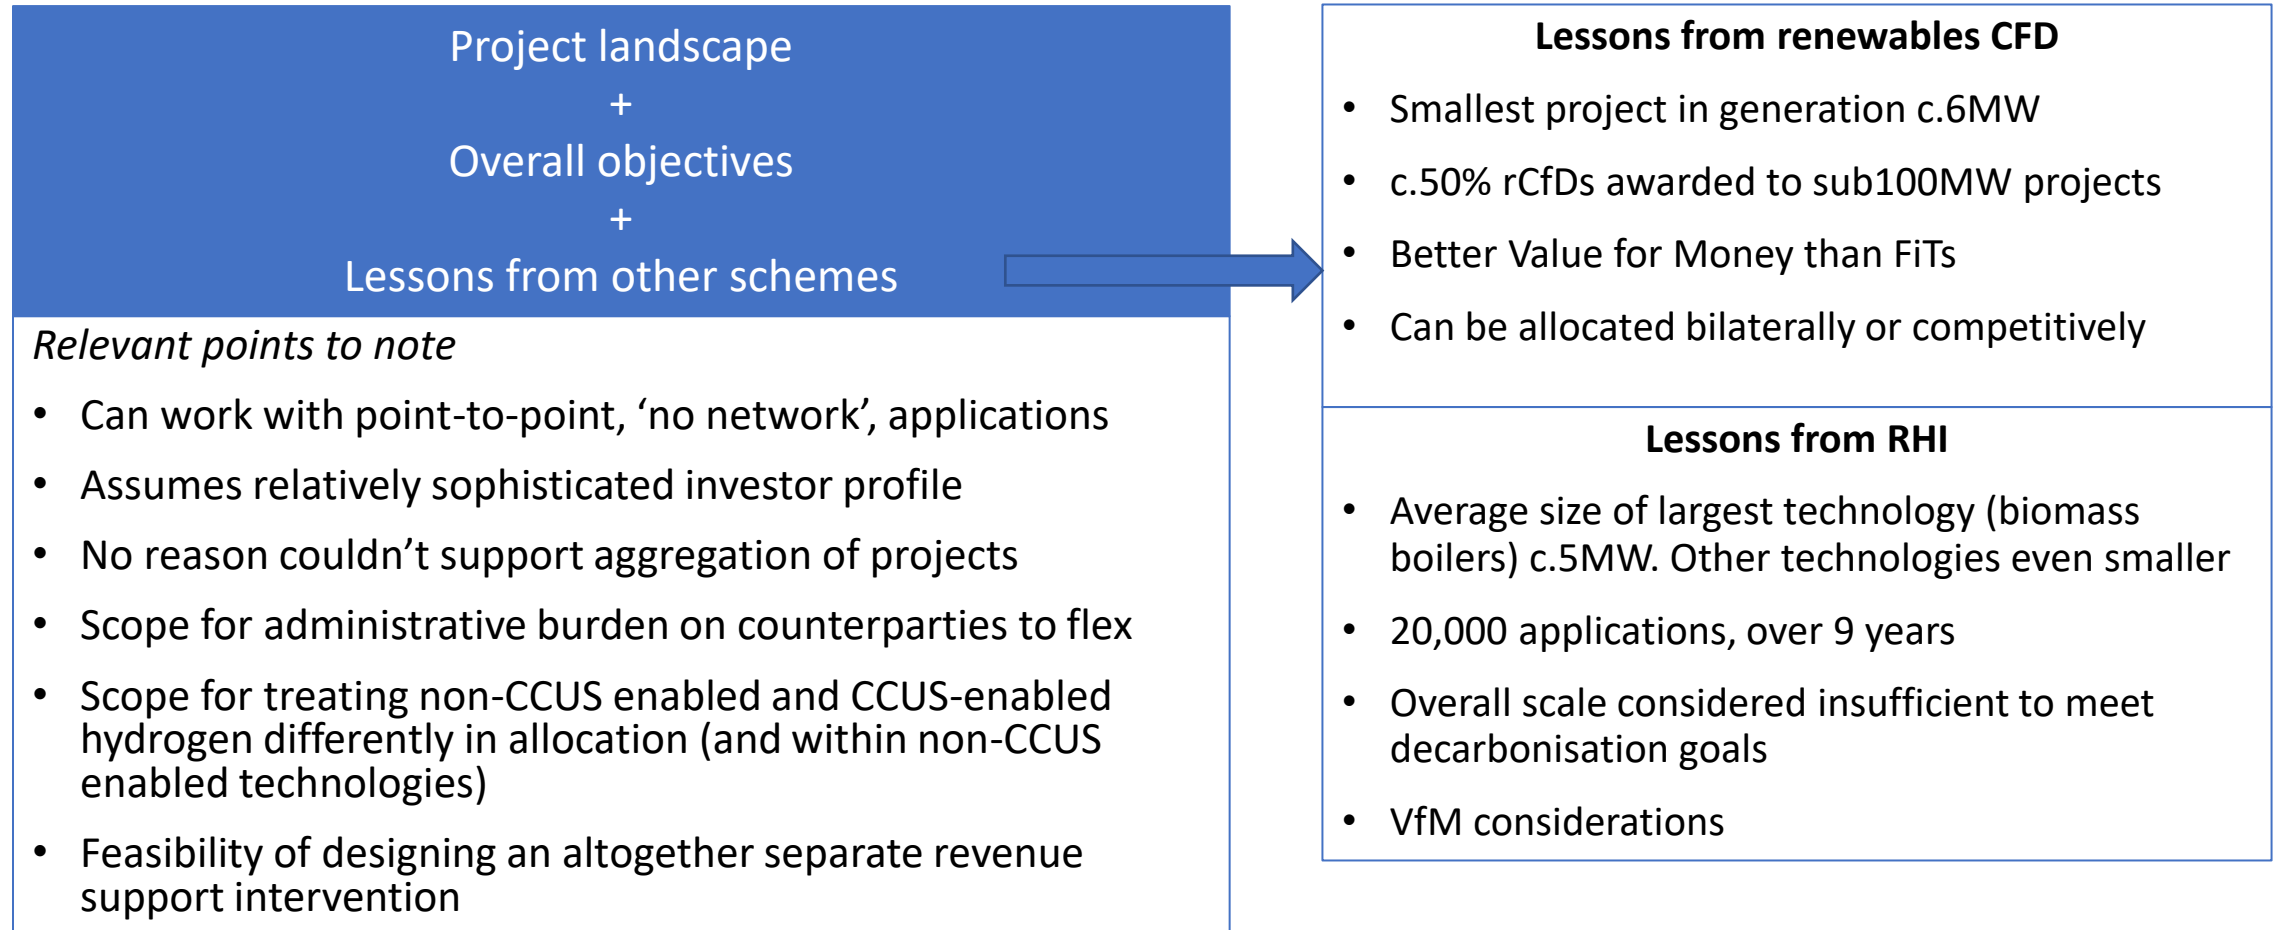 Project landscape
+
Overall objectives
+
Lessons from other schemes
Relevant points to note
• Can work with point-to-point, ‘no network’, applications
• Assumes relatively sophisticated investor profile
• No reason couldn’t support aggregation of projects
• Scope for administrative burden on counterparties to flex
• Scope for treating non-CCUS enabled and CCUS-enabled
hydrogen differently in allocation (and within non-CCUS
enabled technologies)
• Feasibility of designing an altogether separate revenue
support intervention
Lessons from renewables CFD
• Smallest project in generation c.6MW
• c.50% rCfDs awarded to sub100MW projects
• Better Value for Money than FiTs
• Can be allocated bilaterally or competitively
Lessons from RHI
• Average size of largest technology (biomass
boilers) c.5MW. Other technologies even smaller
• 20,000 applications, over 9 years
• Overall scale considered insufficient to meet
decarbonisation goals
• VfM considerations